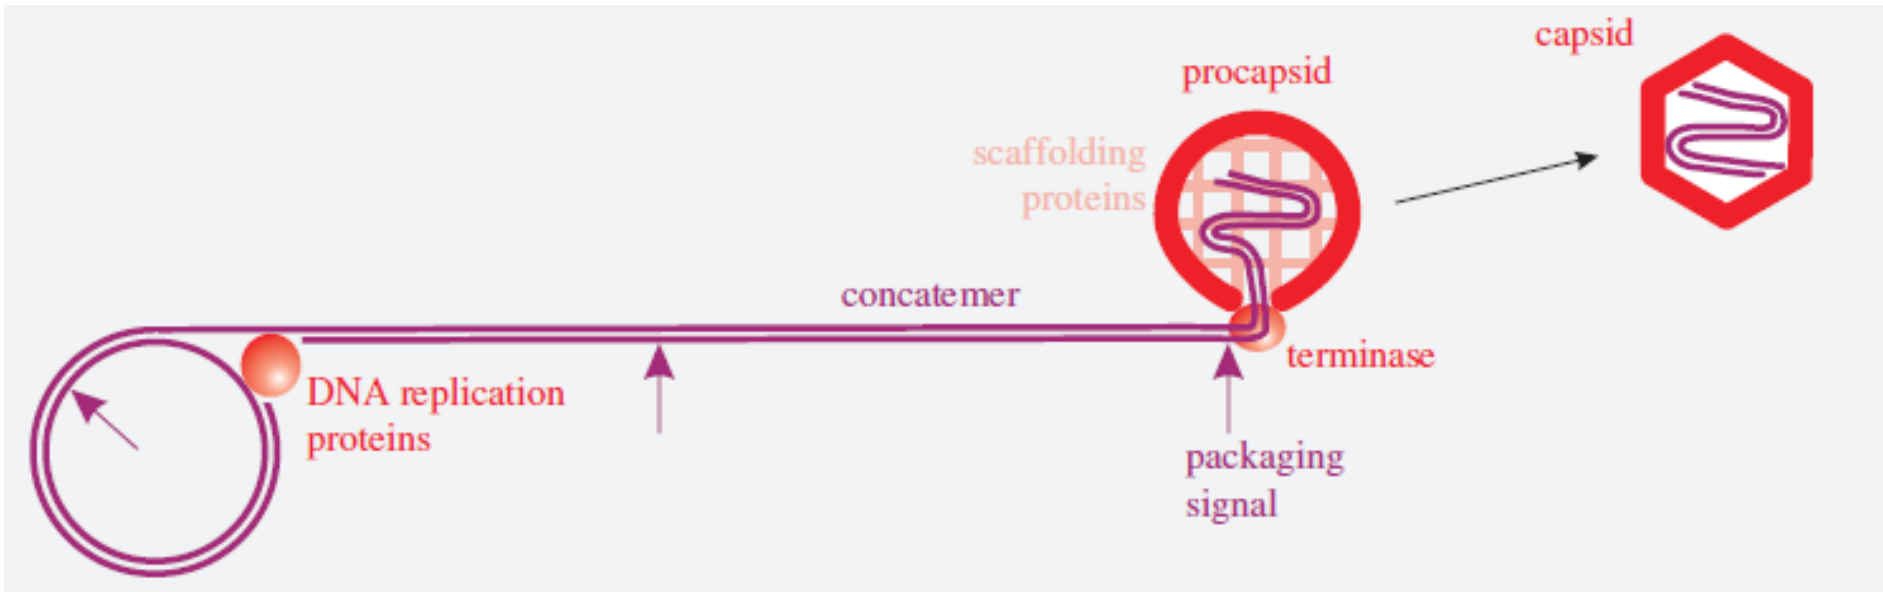 capsid
procapsid
scaffolding
proteins
concatemer
terminase
DNA replication
proteins
packaging
signal